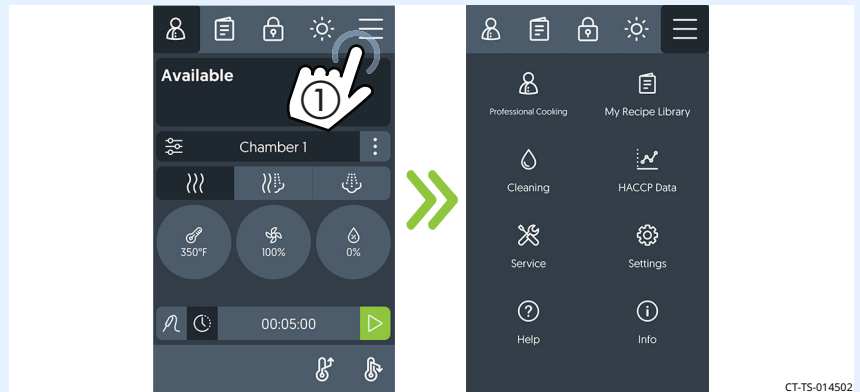 Available
1
Chamber 1
350°F
100%
0%
00:05:00
Professional Cooking
My Recipe Library
Cleaning
HACCP Data
Service
Settings
Help
Info
CT-TS-014502